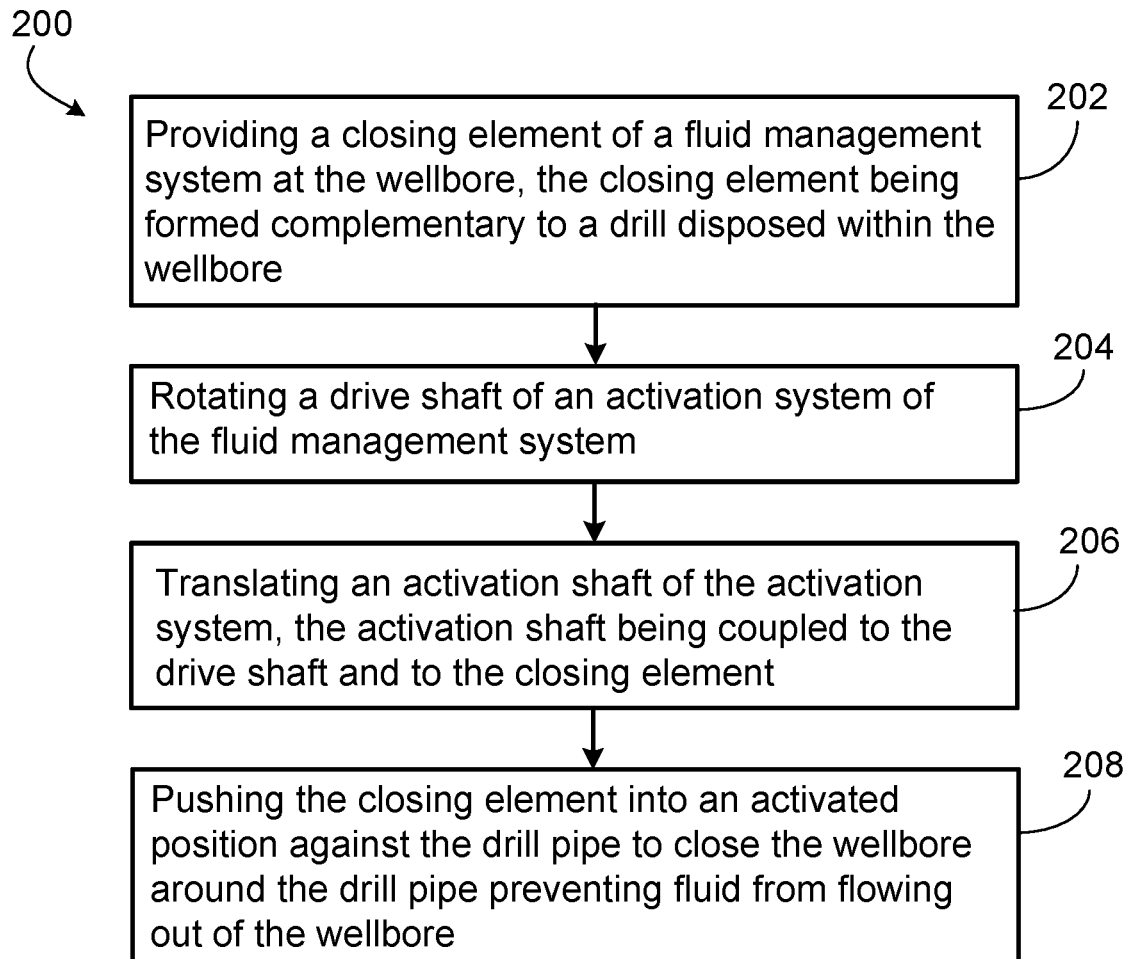 200
202
Providing a closing element of a fluid management
system at the wellbore, the closing element being
formed complementary to a drill disposed within the
wellbore
204
Rotating a drive shaft of an activation system of
the fluid management system
206
Translating an activation shaft of the activation
system, the activation shaft being coupled to the
drive shaft and to the closing element
208
Pushing the closing element into an activated
position against the drill pipe to close the wellbore
around the drill pipe preventing fluid from flowing
out of the wellbore